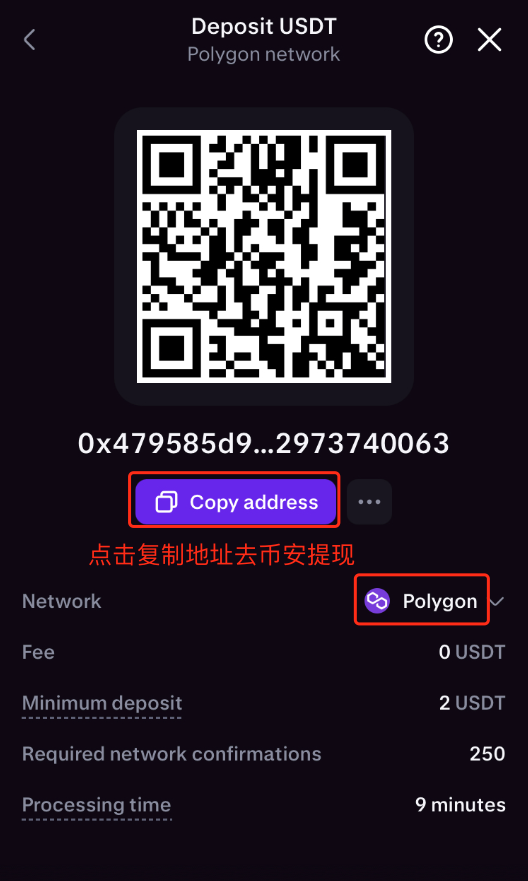 Deposit USDT
Polygon network
0x479585d9...2973740063
Copy address
点击复制地址去币安提现
Network Polygon
Fee 0 USDT
Minimum deposit 2 USDT
Required network confirmations 250
Processing time 9 minutes